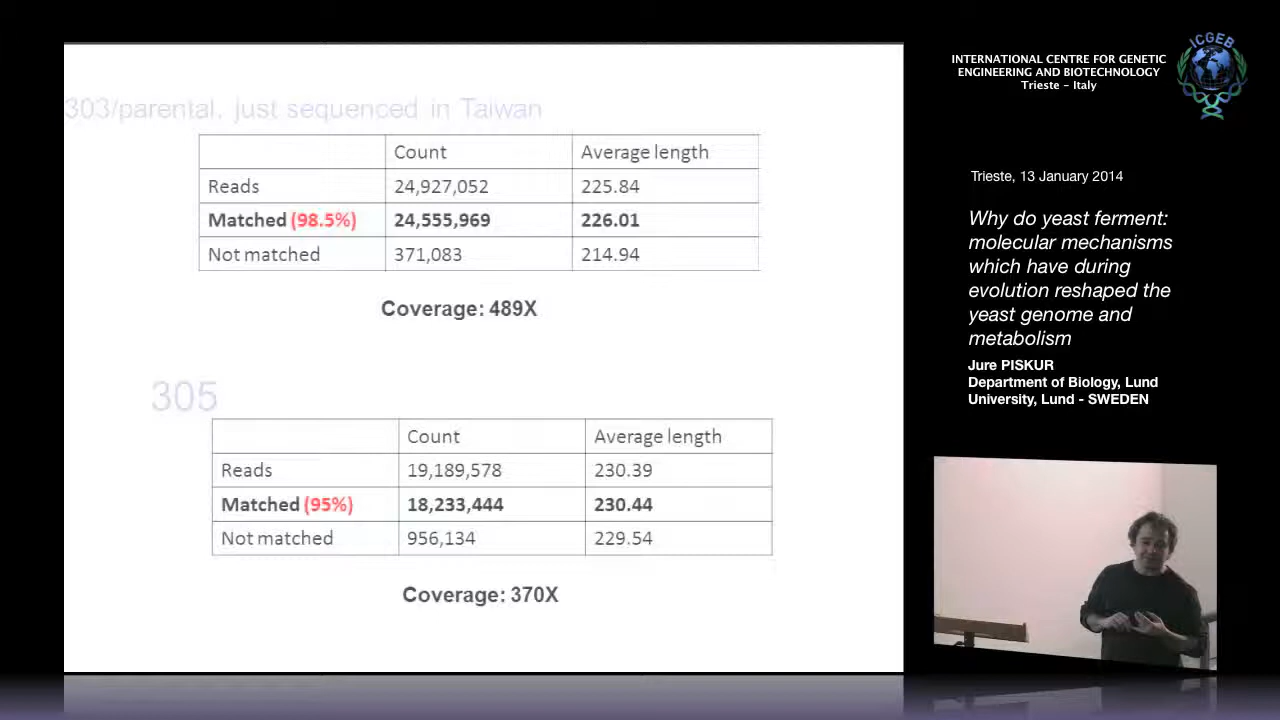 303/parental, just sequenced in Taiwan
Count Average length
Reads 24,927,052 225.84
Matched (98.5%) 24,555,969 226.01
Not matched 371,083 214.94
Coverage: 489X
305
Count Average length
Reads 19,189,578 230.39
Matched (95%) 18,233,444 230.44
Not matched 956,134 229.54
Coverage: 370X
INTERNATIONAL CENTRE FOR GENETIC
ENGINEERING AND BIOTECHNOLOGY
Trieste - Italy
ICGEB
Trieste, 13 January 2014
Why do yeast ferment:
molecular mechanisms
which have during
evolution reshaped the
yeast genome and
metabolism
Jure PISKUR
Department of Biology, Lund
University, Lund - SWEDEN